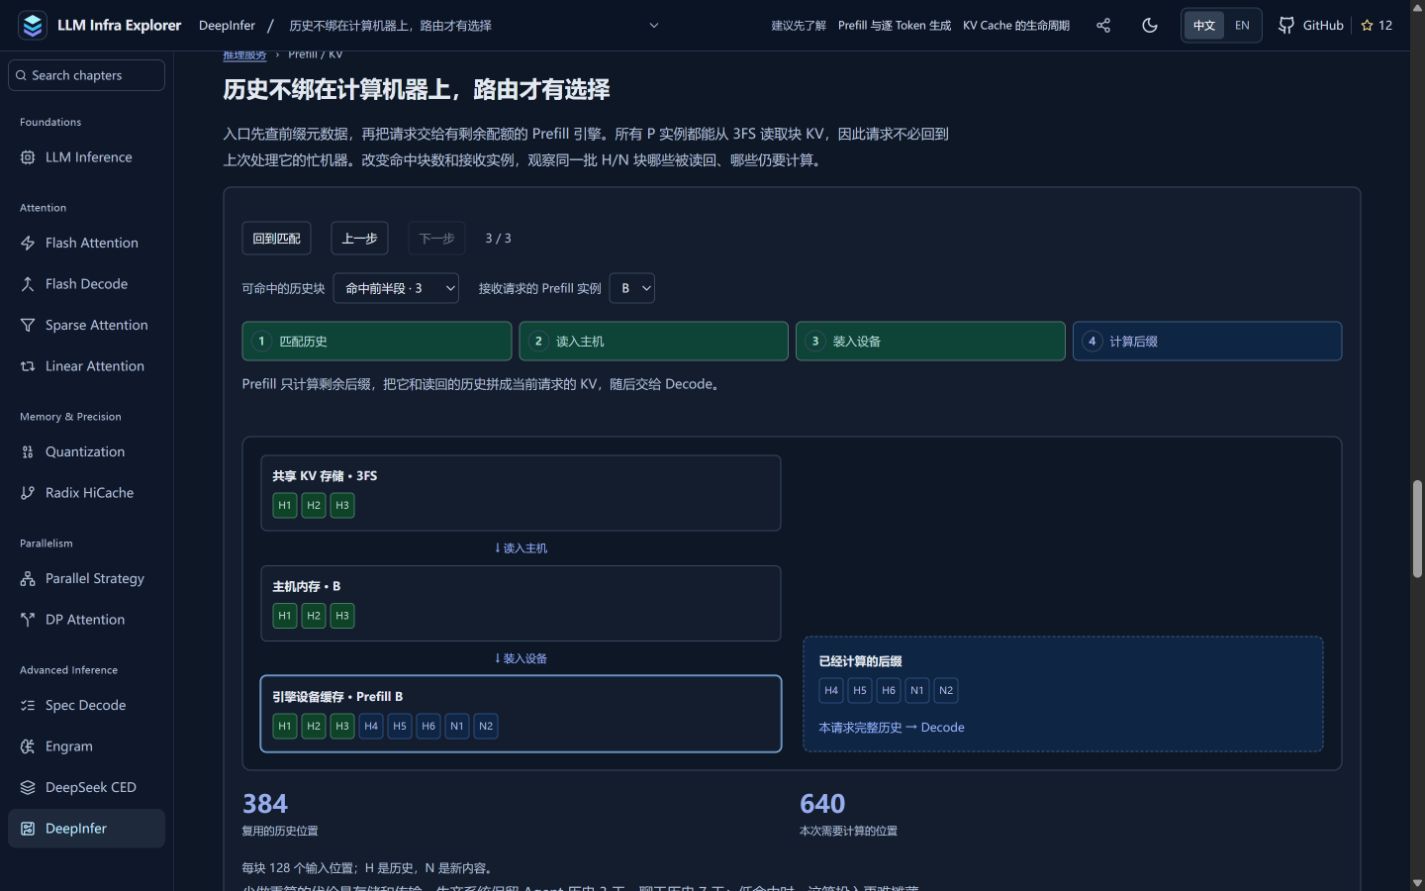 LLM Infra Explorer
DeepInfer / 历史不绑在计算机器上，路由才有选择
建议先了解 Prefill 与逐 Token 生成 KV Cache 的生命周期
中文 EN
GitHub
12
Search chapters
Foundations
LLM Inference
Attention
Flash Attention
Flash Decode
Sparse Attention
Linear Attention
Memory & Precision
Quantization
Radix HiCache
Parallelism
Parallel Strategy
DP Attention
Advanced Inference
Spec Decode
Engram
DeepSeek CED
DeepInfer
推理服务 › Prefill / KV
历史不绑在计算机器上，路由才有选择
入口先查前缀元数据，再把请求交给有剩余配额的 Prefill 引擎。所有 P 实例都能从 3FS 读取块 KV，因此请求不必回到
上次处理它的忙机器。改变命中块数和接收实例，观察同一批 H/N 块哪些被读回、哪些仍要计算。
回到匹配 上一步 下一步 3 / 3
可命中的历史块 命中前半段 · 3 接收请求的 Prefill 实例 B
1 匹配历史 2 读入主机 3 装入设备 4 计算后缀
Prefill 只计算剩余后缀，把它和读回的历史拼成当前请求的 KV，随后交给 Decode。
共享 KV 存储 · 3FS
H1 H2 H3
↓ 读入主机
主机内存 · B
H1 H2 H3
↓ 装入设备
引擎设备缓存 · Prefill B
H1 H2 H3 H4 H5 H6 N1 N2
已经计算的后缀
H4 H5 H6 N1 N2
本请求完整历史 → Decode
384
复用的历史位置
640
本次需要计算的位置
每块 128 个输入位置；H 是历史，N 是新内容。